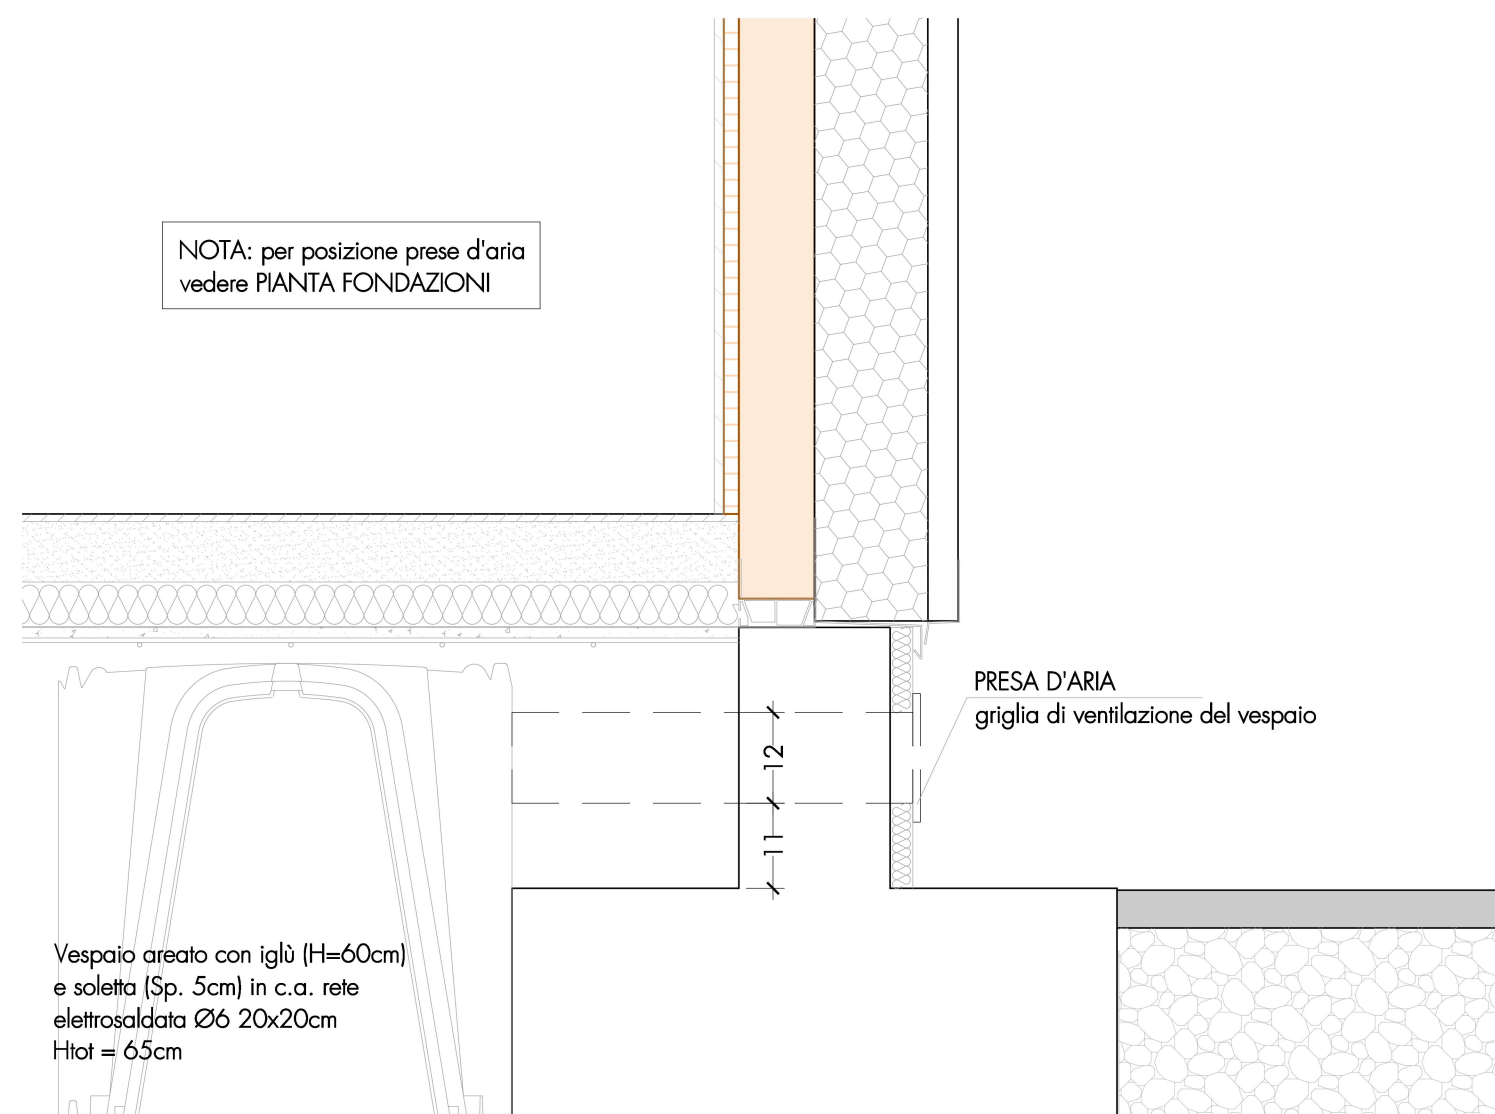 NOTA: per posizione prese d'aria
vedere PIANTA FONDAZIONI
PRESA D'ARIA
griglia di ventilazione del vespaio
12
11
Vespaio areato con iglù (H=60cm)
e soletta (Sp. 5cm) in c.a. rete
elettrosaldata Ø6 20x20cm
Htot = 65cm